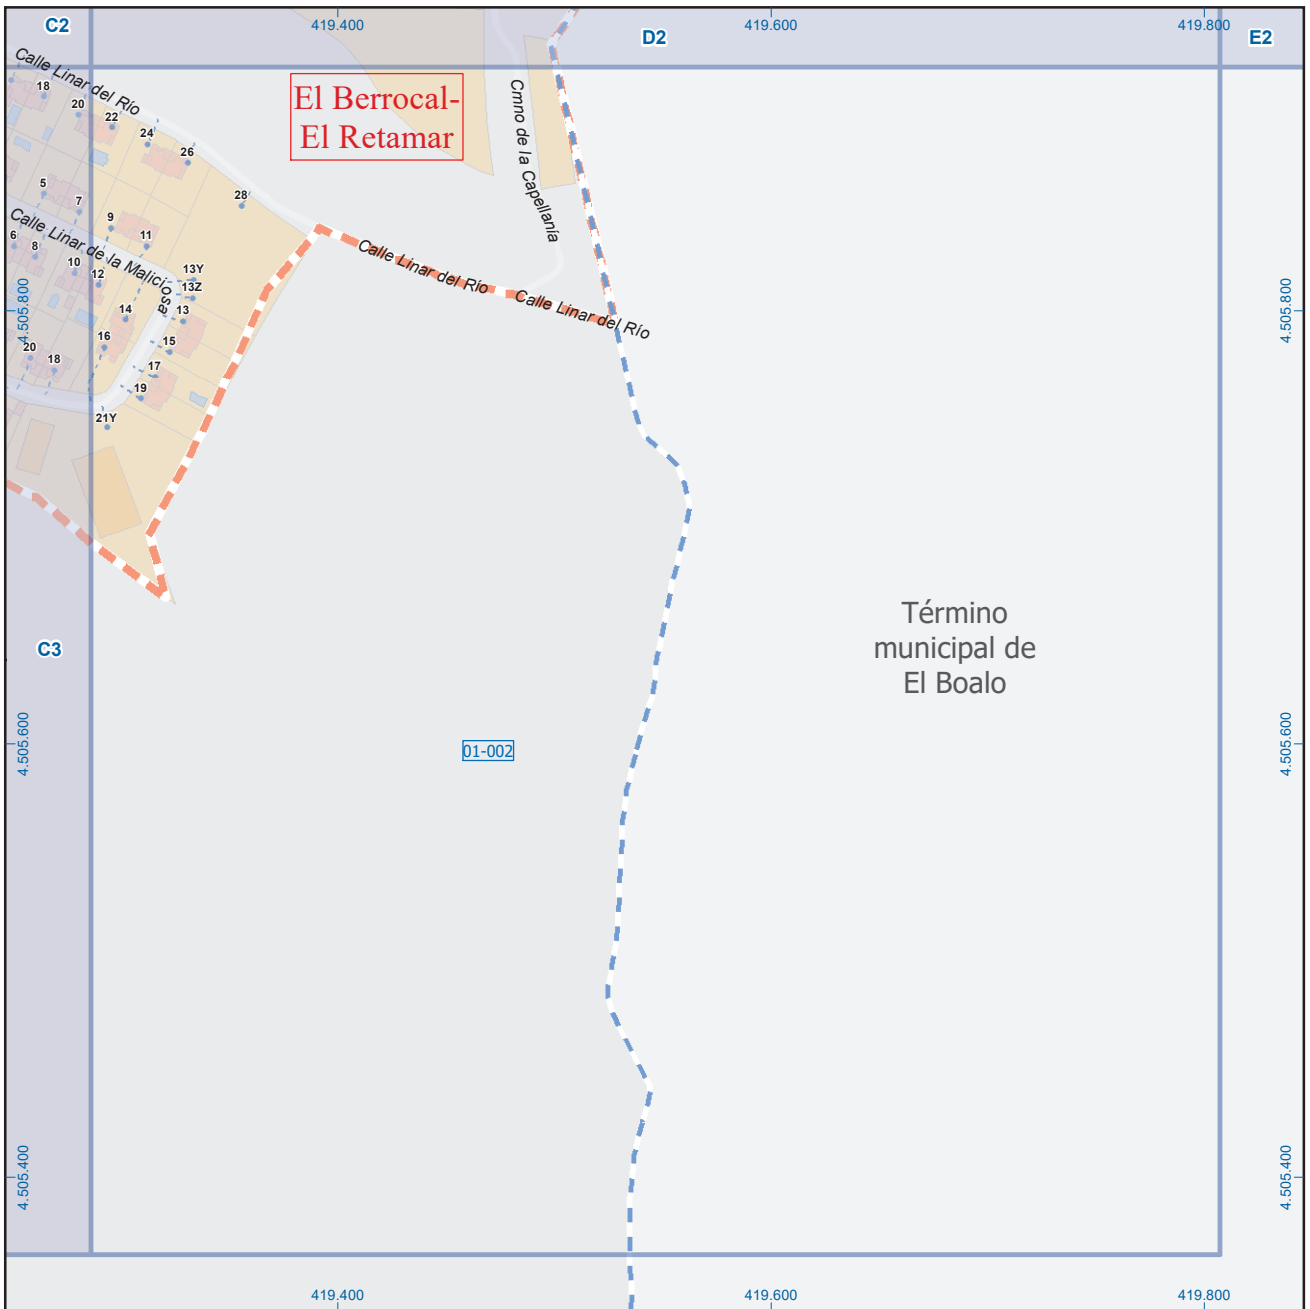 C2
419.400
D2
419.600
419.800
E2
Calle Linar del Río
El Berrocal-
El Retamar
Cmno de la Capellanía
18
20
22
24
26
28
5
7
9
11
Calle Linar de la Maliciosa
6
8
10
12
13Y
13Z
13
14
15
16
17
18
19
20
21Y
Calle Linar del Río
Calle Linar del Río
4.505.800
4.505.800
Término
municipal de
El Boalo
C3
01-002
4.505.600
4.505.600
4.505.400
4.505.400
419.400
419.600
419.800